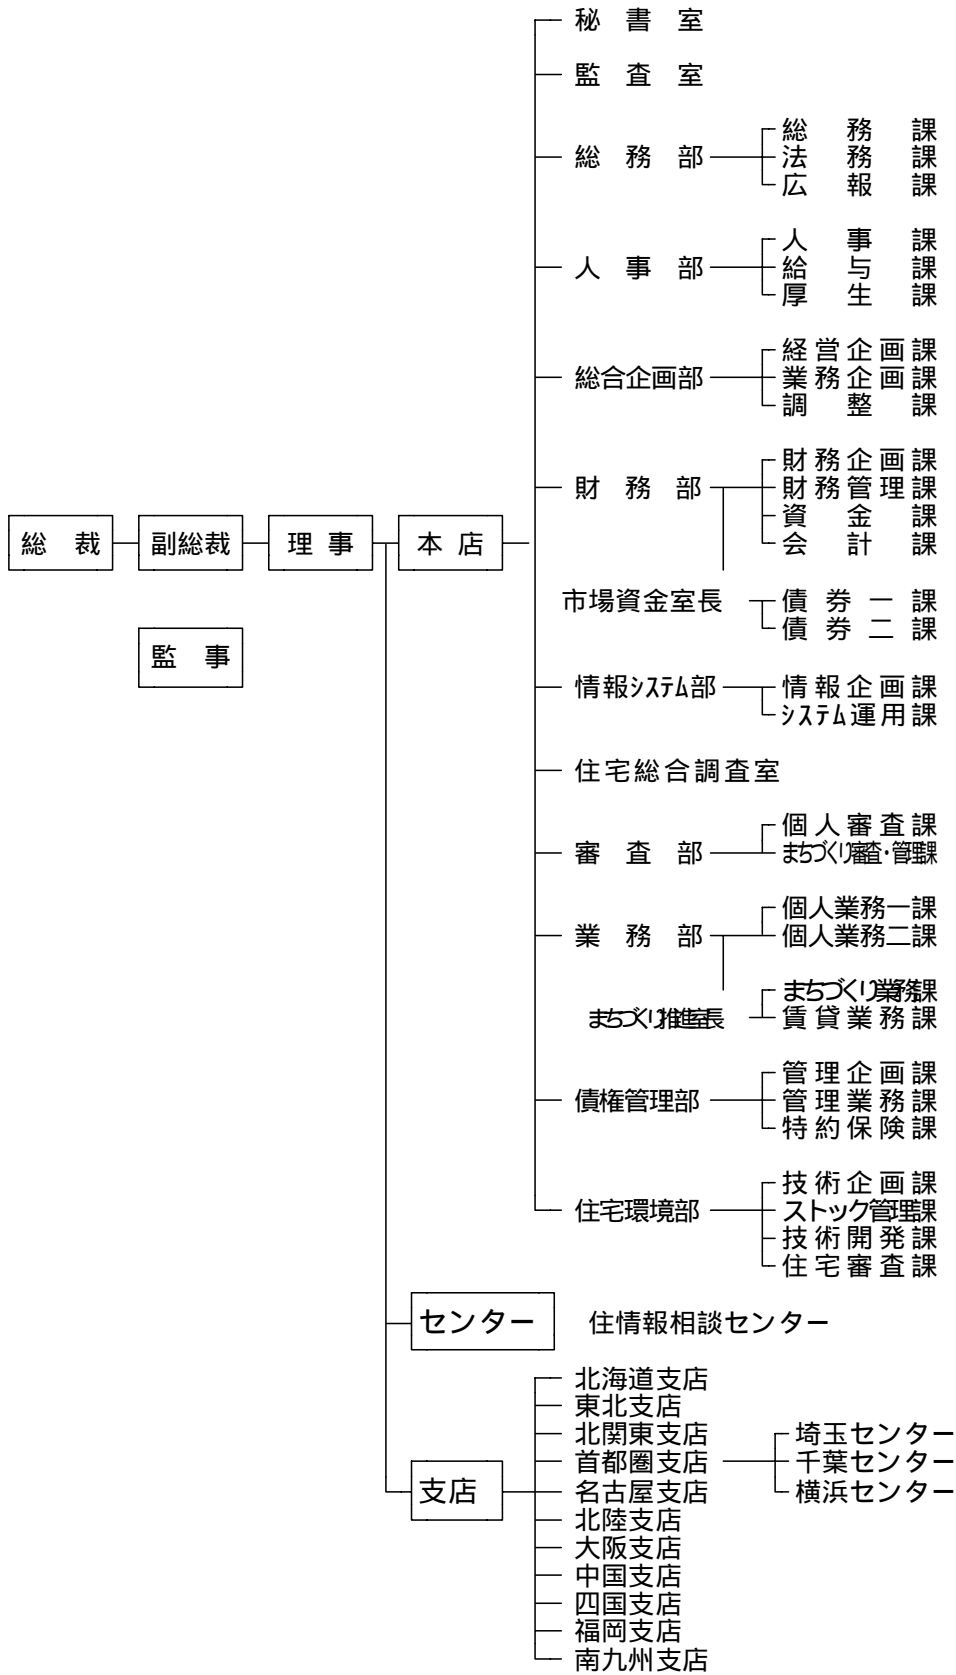 秘書室
監査室
総務部
総務課
法務課
広報課
人事部
人事課
給与課
厚生課
総合企画部
経営企画課
業務企画課
調整課
財務部
財務企画課
財務管理課
資金課
会計課
総裁
副総裁
理事
本店
監事
市場資金室長
債券一課
債券二課
情報システム部
情報企画課
システム運用課
住宅総合調査室
審査部
個人審査課
まちづくり審査・管理課
業務部
個人業務一課
個人業務二課
まちづくり推進室長
まちづくり業務課
賃貸業務課
債権管理部
管理企画課
管理業務課
特約保険課
住宅環境部
技術企画課
ストック管理課
技術開発課
住宅審査課
センター
住情報相談センター
支店
北海道支店
東北支店
北関東支店
首都圏支店
埼玉センター
千葉センター
横浜センター
名古屋支店
北陸支店
大阪支店
中国支店
四国支店
福岡支店
南九州支店